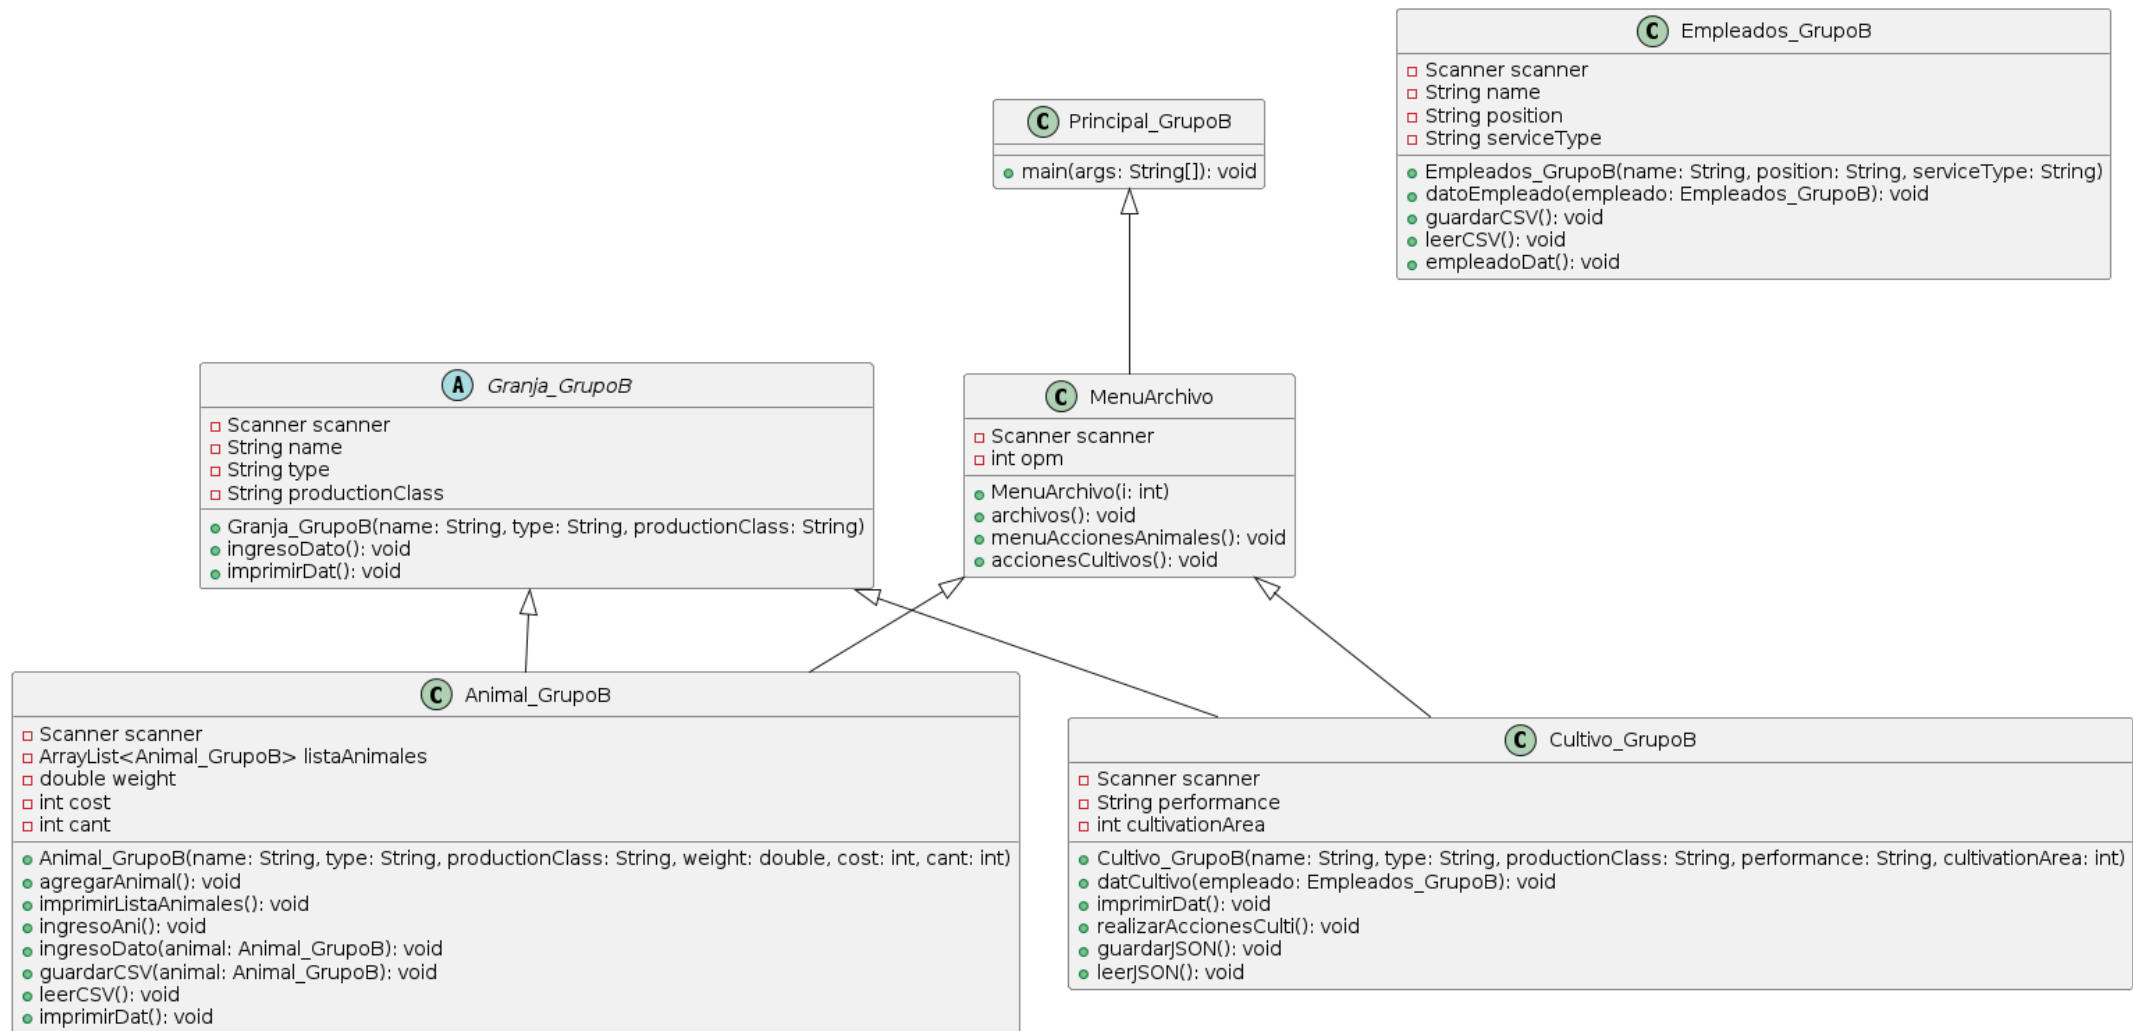 C Empleados_GrupoB
Scanner scanner
String name
String position
String serviceType
Empleados_GrupoB(name: String, position: String, serviceType: String)
datoEmpleado(empleado: Empleados_GrupoB): void
guardarCSV(): void
leerCSV(): void
empleadoDat(): void
C Principal_GrupoB
main(args: String[]): void
A Granja_GrupoB
Scanner scanner
String name
String type
String productionClass
Granja_GrupoB(name: String, type: String, productionClass: String)
ingresoDato(): void
imprimirDat(): void
C MenuArchivo
Scanner scanner
int opm
MenuArchivo(i: int)
archivos(): void
menuAccionesAnimales(): void
accionesCultivos(): void
C Animal_GrupoB
Scanner scanner
ArrayList<Animal_GrupoB> listaAnimales
double weight
int cost
int cant
Animal_GrupoB(name: String, type: String, productionClass: String, weight: double, cost: int, cant: int)
agregarAnimal(): void
imprimirListaAnimales(): void
ingresoAni(): void
ingresoDato(animal: Animal_GrupoB): void
guardarCSV(animal: Animal_GrupoB): void
leerCSV(): void
imprimirDat(): void
C Cultivo_GrupoB
Scanner scanner
String performance
int cultivationArea
Cultivo_GrupoB(name: String, type: String, productionClass: String, performance: String, cultivationArea: int)
datCultivo(empleado: Empleados_GrupoB): void
imprimirDat(): void
realizarAccionesCulti(): void
guardarJSON(): void
leerJSON(): void